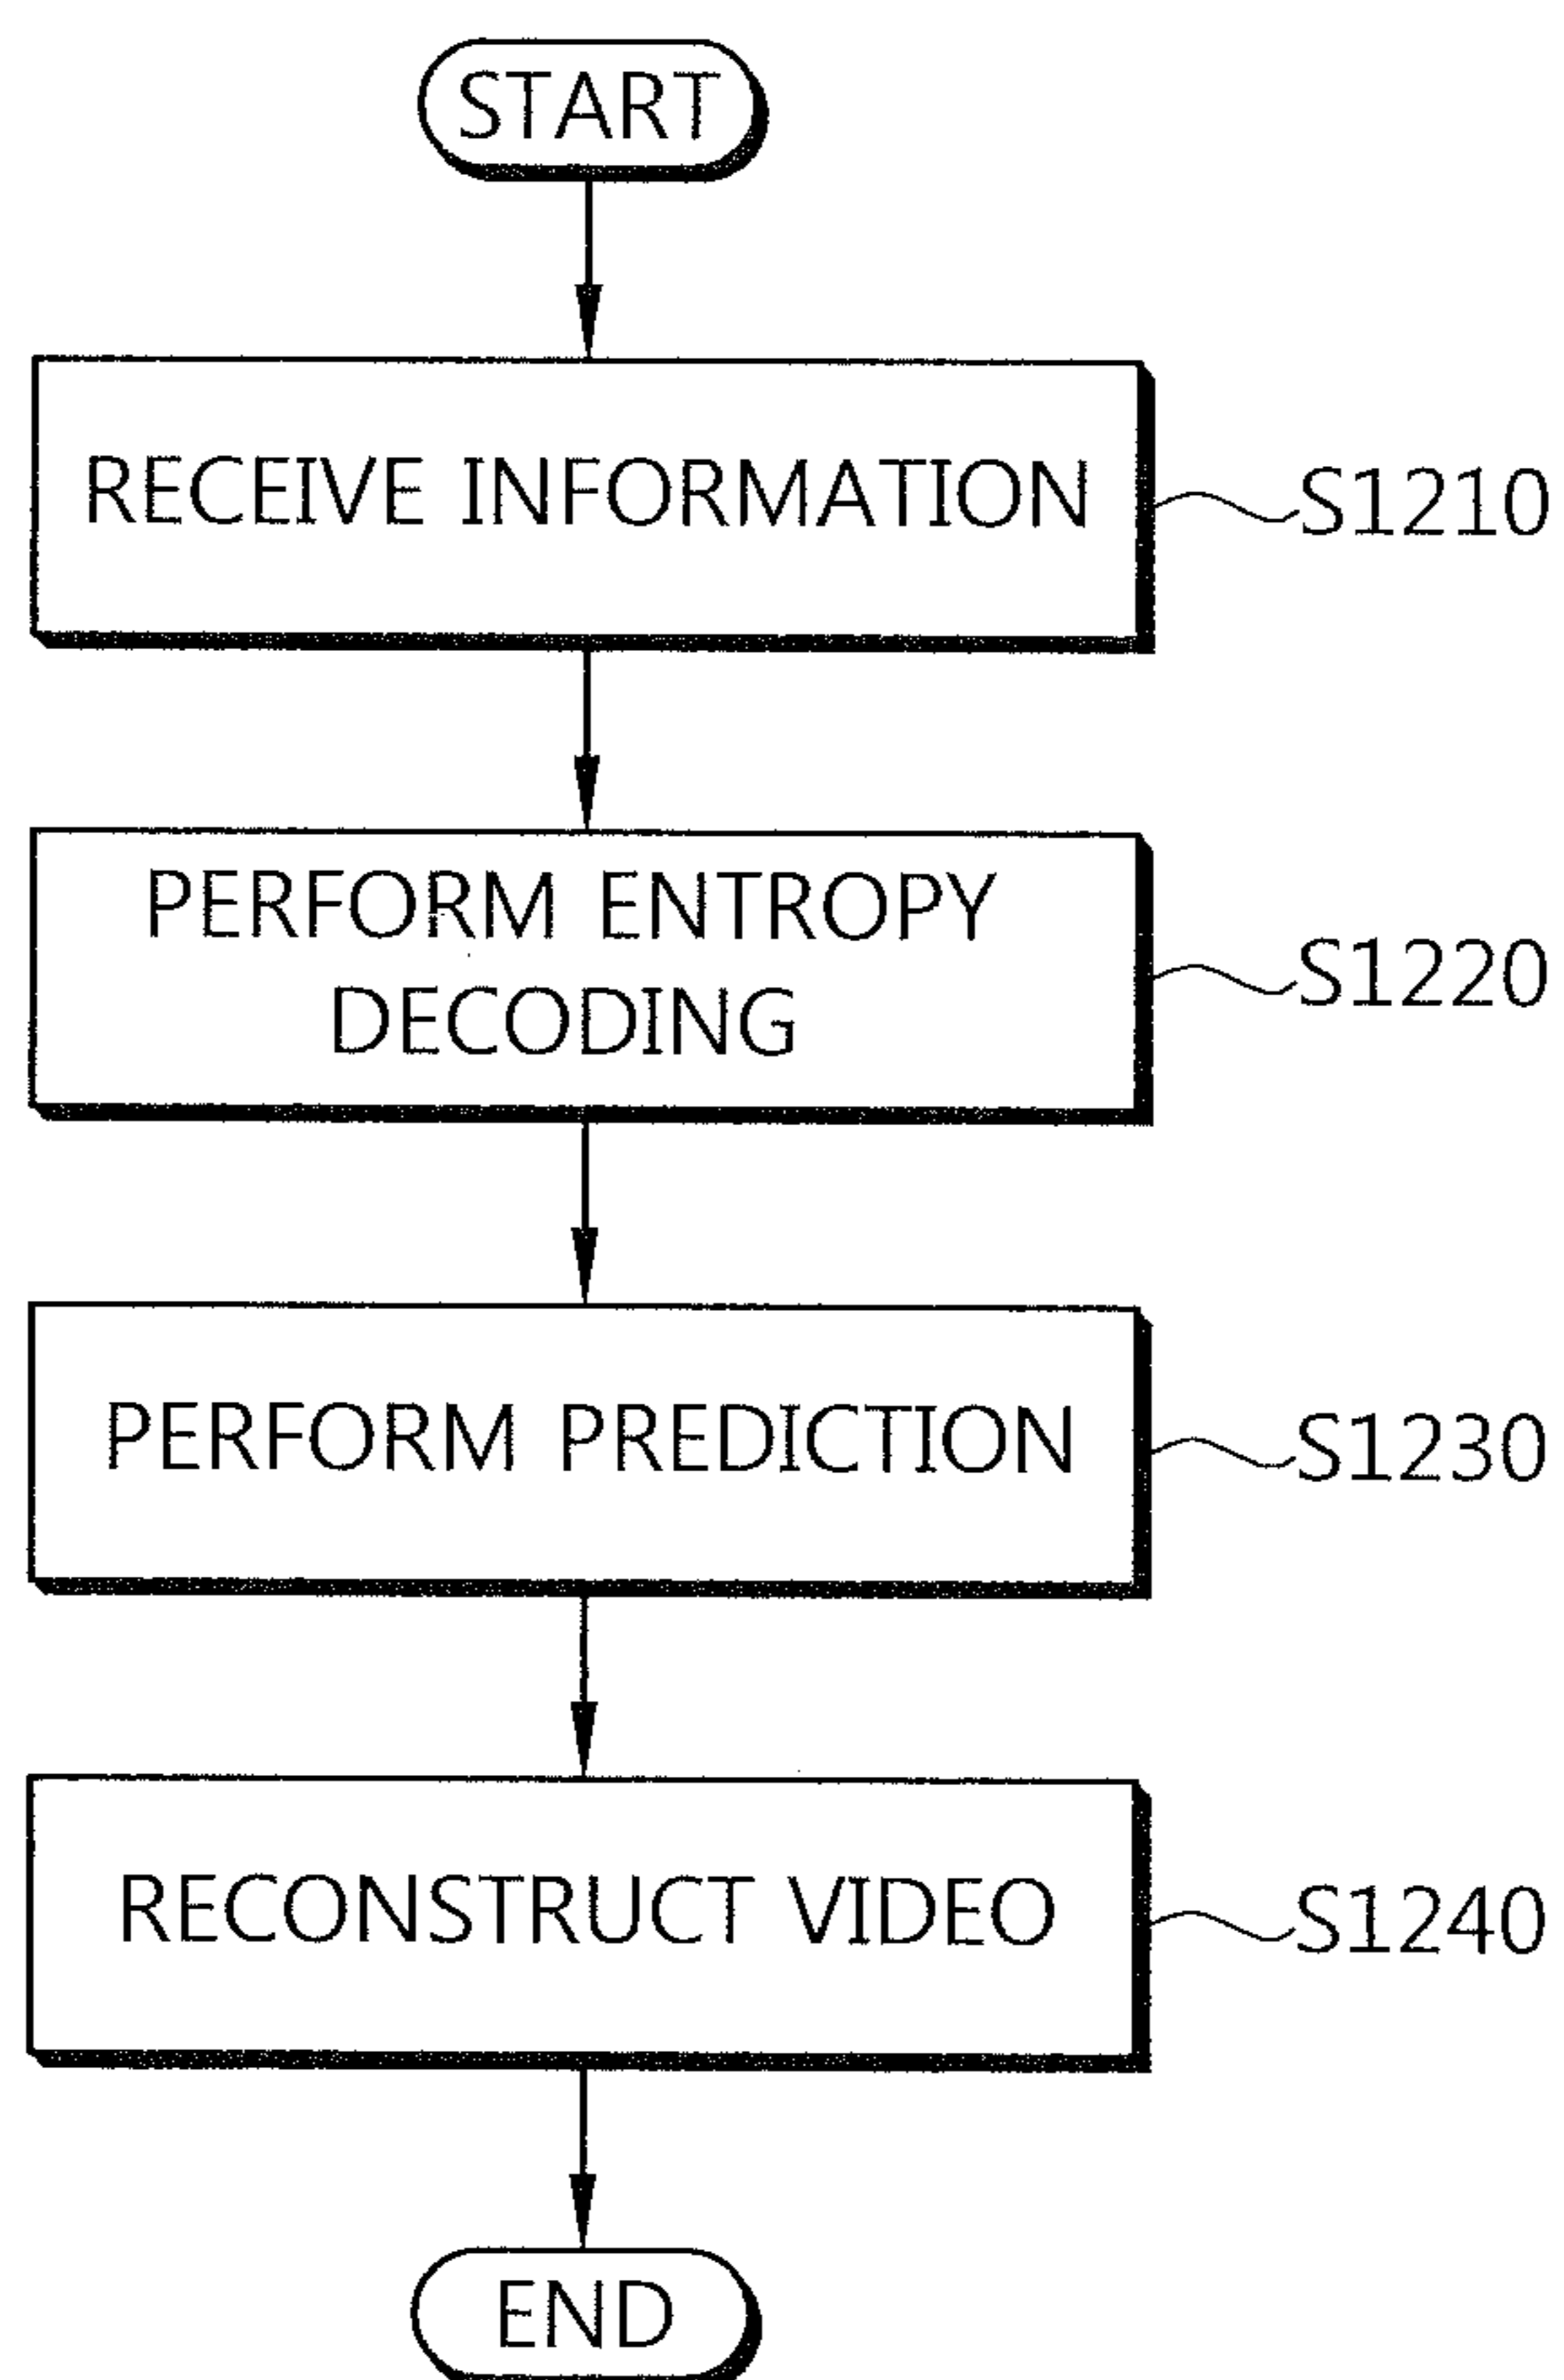 START
RECEIVE INFORMATION
S1210
PERFORM ENTROPY
DECODING
S1220
PERFORM PREDICTION
S1230
RECONSTRUCT VIDEO
S1240
END